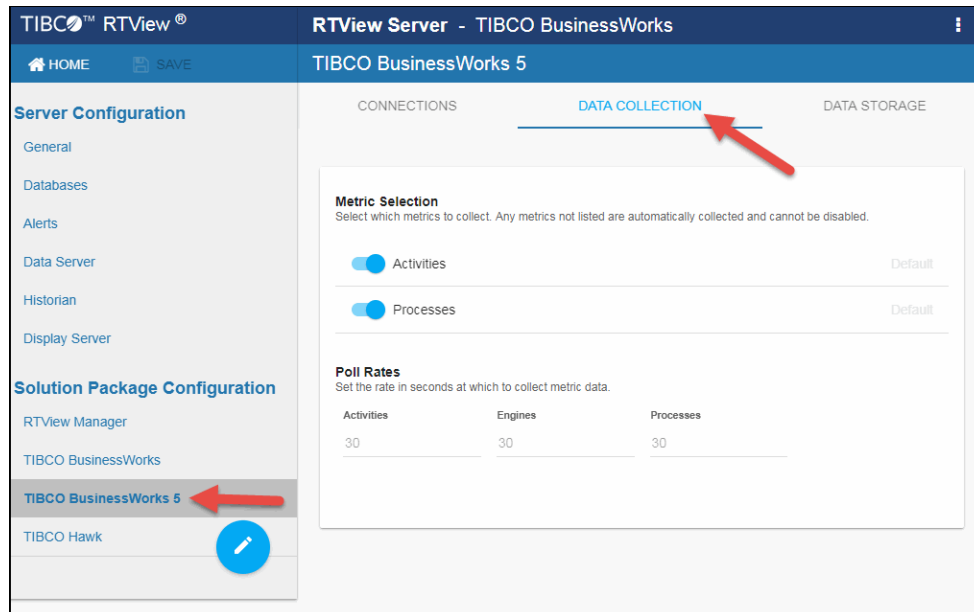 TIBCO™ RTView ®
RTView Server - TIBCO BusinessWorks
HOME
SAVE
TIBCO BusinessWorks 5
Server Configuration
General
Databases
Alerts
Data Server
Historian
Display Server
Solution Package Configuration
RTView Manager
TIBCO BusinessWorks
TIBCO BusinessWorks 5
TIBCO Hawk
CONNECTIONS
DATA COLLECTION
DATA STORAGE
Metric Selection
Select which metrics to collect. Any metrics not listed are automatically collected and cannot be disabled.
Activities Default
Processes Default
Poll Rates
Set the rate in seconds at which to collect metric data.
Activities Engines Processes
30 30 30